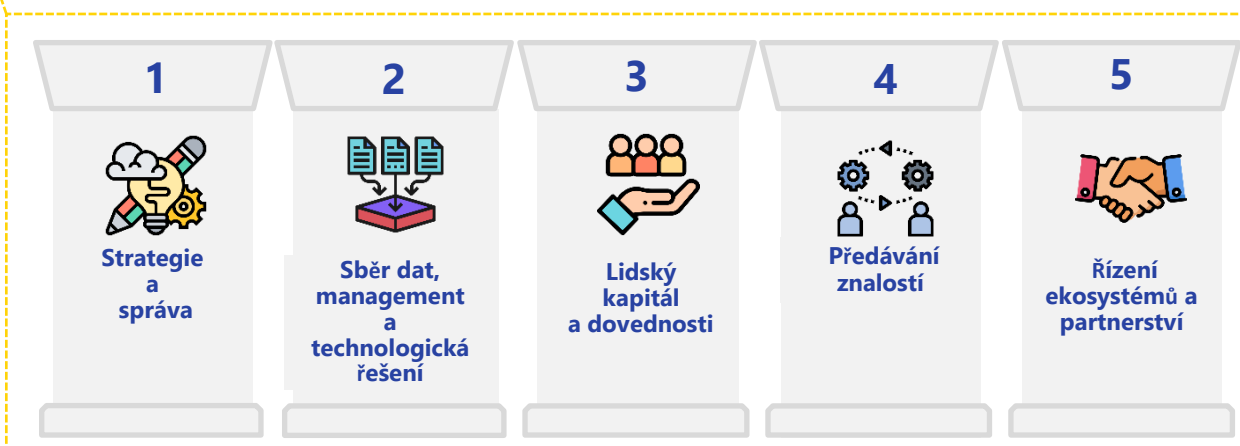 1
Strategie
a
správa
2
Sběr dat,
management
a
technologická
řešení
3
Lidský
kapitál
a dovednosti
4
Předávání
znalostí
5
Řízení
ekosystémů a
partnerství